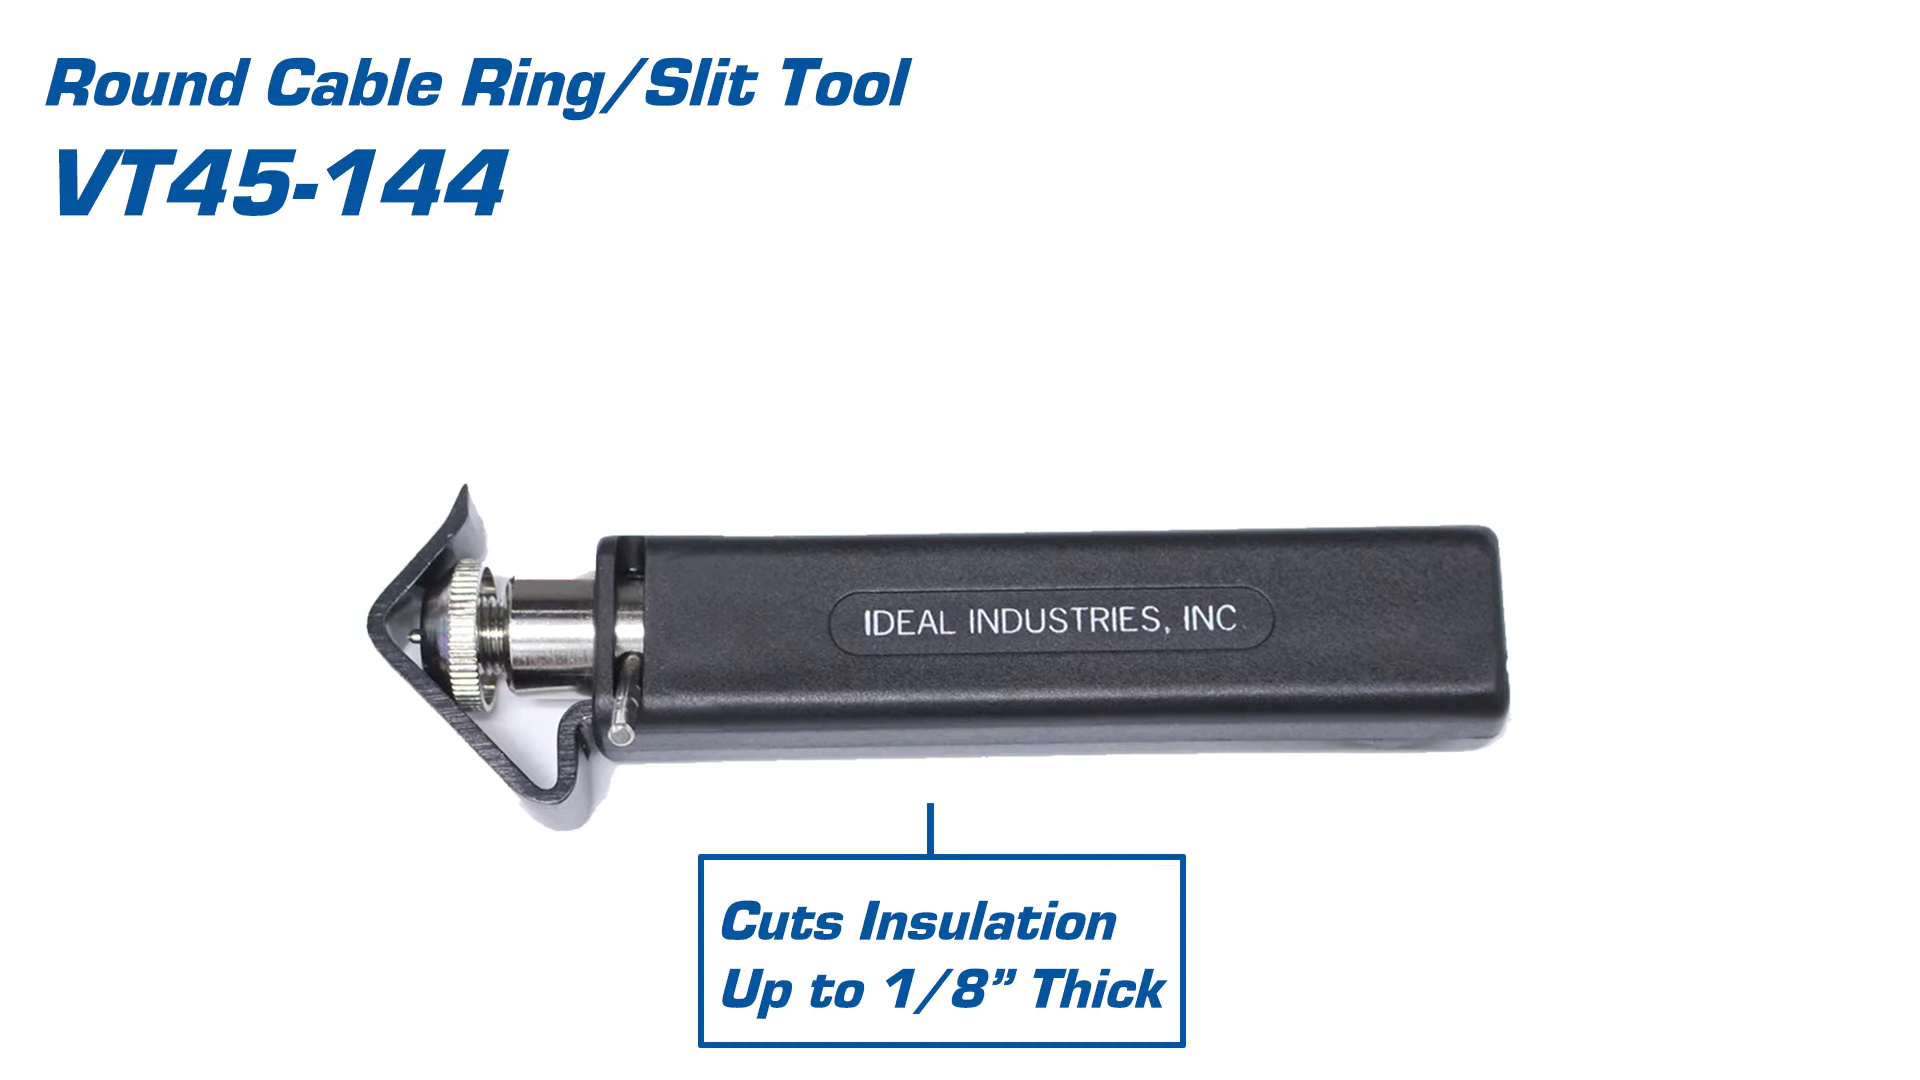 Round Cable Ring/Slit Tool
VT45-144
IDEAL INDUSTRIES, INC
Cuts Insulation
Up to 1/8” Thick